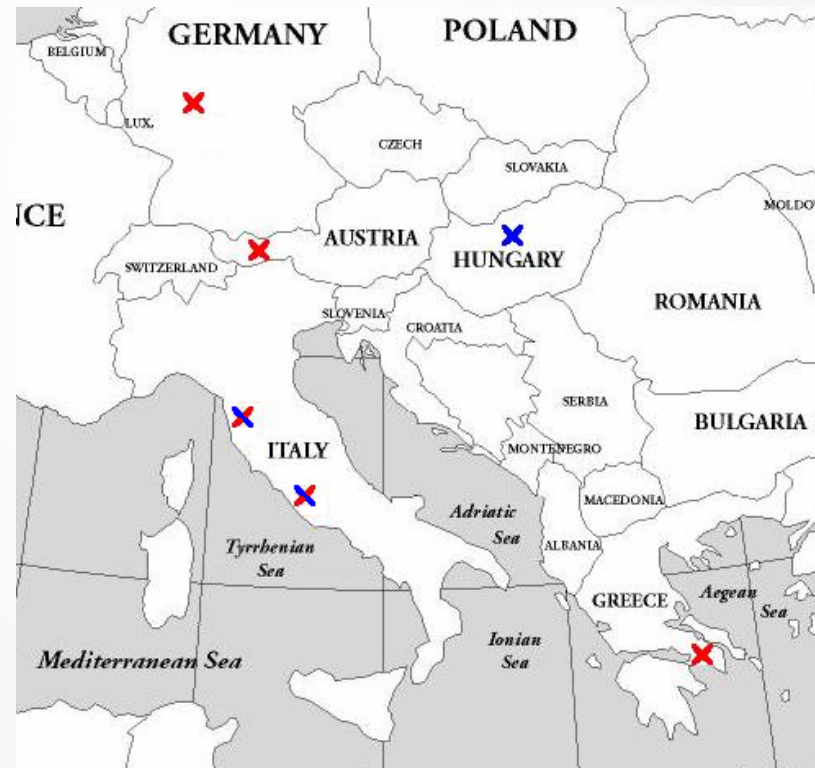 GERMANY
POLAND
BELGIUM
LUX.
CZECH
SLOVAKIA
NCE
MOLDO
AUSTRIA
HUNGARY
SWITZERLAND
ROMANIA
SLOVENIA
CROATIA
SERBIA
BULGARIA
ITALY
MONTENEGRO
MACEDONIA
Adriatic
Sea
ALBANIA
Tyrrhenian
Sea
GREECE
Aegean
Sea
Ionian
Sea
Mediterranean Sea